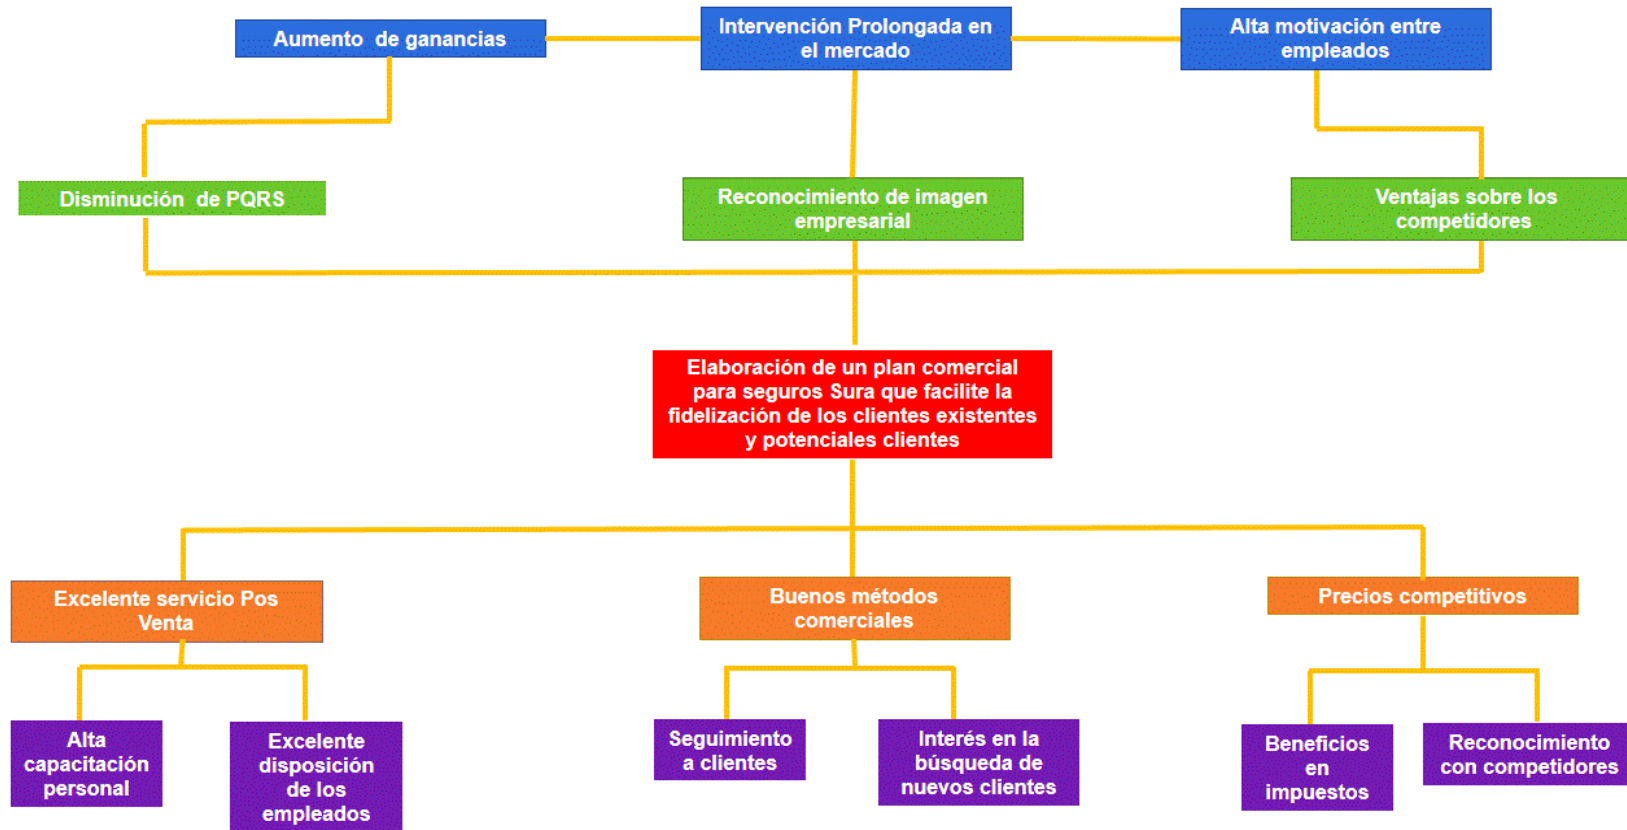 Aumento de ganancias
Intervención Prolongada en
el mercado
Alta motivación entre
empleados
Disminución de PQRS
Reconocimiento de imagen
empresarial
Ventajas sobre los
competidores
Elaboración de un plan comercial
para seguros Sura que facilite la
fidelización de los clientes existentes
y potenciales clientes
Excelente servicio Pos
Venta
Buenos métodos
comerciales
Precios competitivos
Alta
capacitación
personal
Excelente
disposición
de los
empleados
Seguimiento
a clientes
Interés en la
búsqueda de
nuevos clientes
Beneficios
en
impuestos
Reconocimiento
con competidores